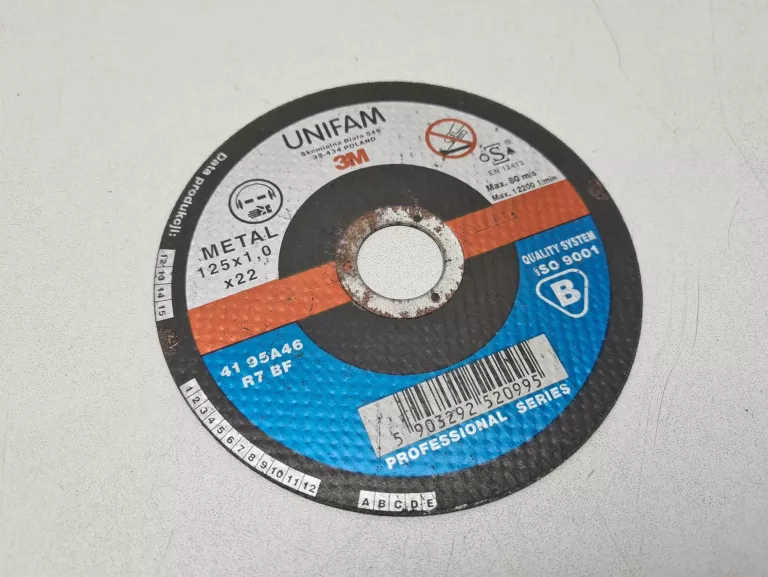 UNIFAM
Skomielna Biała 546
32-434 POLAND
3M
oSa®
EN 12413
Max. 80 m/s
Max. 12200 1/min
Data produkcji:
METAL
125x1,0
x22
12 13 14 15
QUALITY SYSTEM
ISO 9001
B
41 95A46
R7 BF
5 903292 520995
PROFESSIONAL SERIES
1 2 3 4 5 6 7 8 9 10 11 12
A B C D E